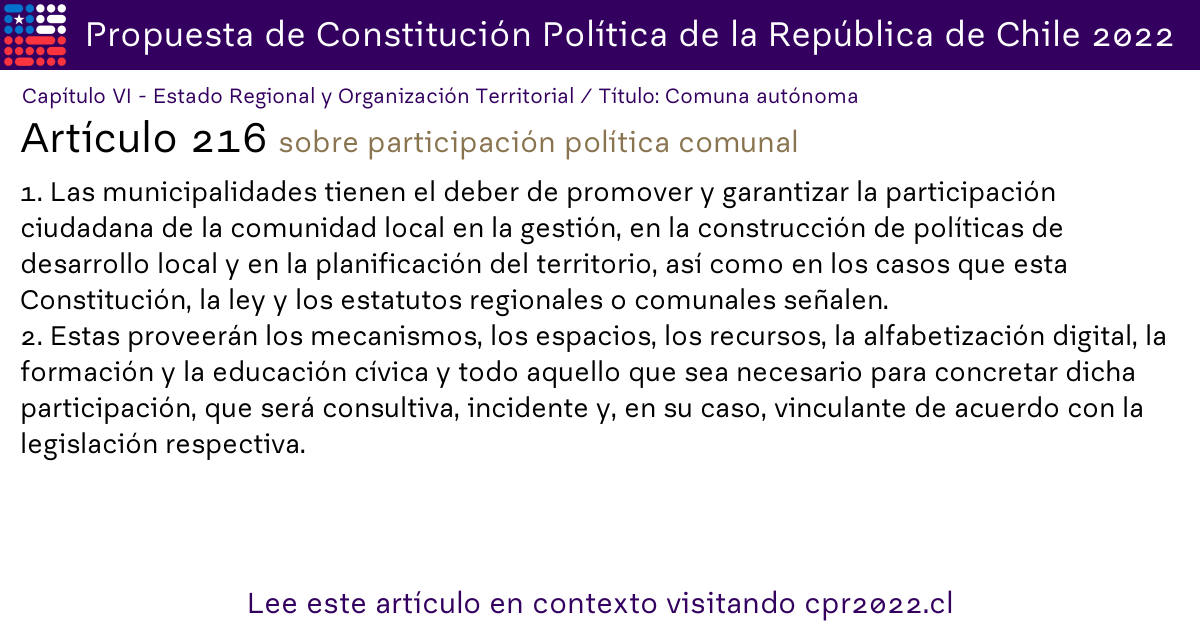 Propuesta de Constitución Política de la República de Chile 2022
Capítulo VI - Estado Regional y Organización Territorial / Título: Comuna autónoma
Artículo 216 sobre participación política comunal
1. Las municipalidades tienen el deber de promover y garantizar la participación
ciudadana de la comunidad local en la gestión, en la construcción de políticas de
desarrollo local y en la planificación del territorio, así como en los casos que esta
Constitución, la ley y los estatutos regionales o comunales señalen.
2. Estas proveerán los mecanismos, los espacios, los recursos, la alfabetización digital, la
formación y la educación cívica y todo aquello que sea necesario para concretar dicha
participación, que será consultiva, incidente y, en su caso, vinculante de acuerdo con la
legislación respectiva.
Lee este artículo en contexto visitando cpr2022.cl